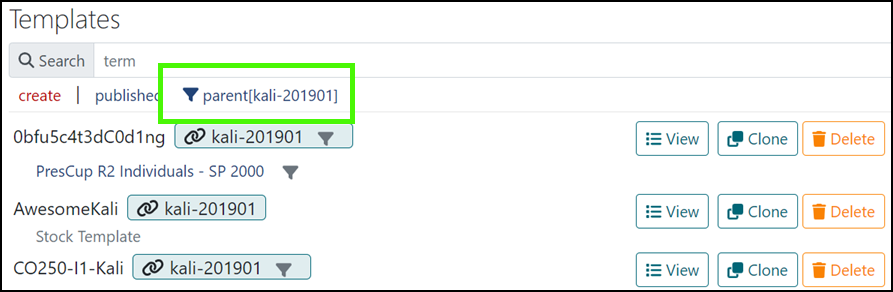 Templates
Search term
create | published parent[kali-201901]
0bfu5c4t3dC0d1ng kali-201901 View Clone Delete
PresCup R2 Individuals - SP 2000
AwesomeKali kali-201901 View Clone Delete
Stock Template
CO250-I1-Kali kali-201901 View Clone Delete